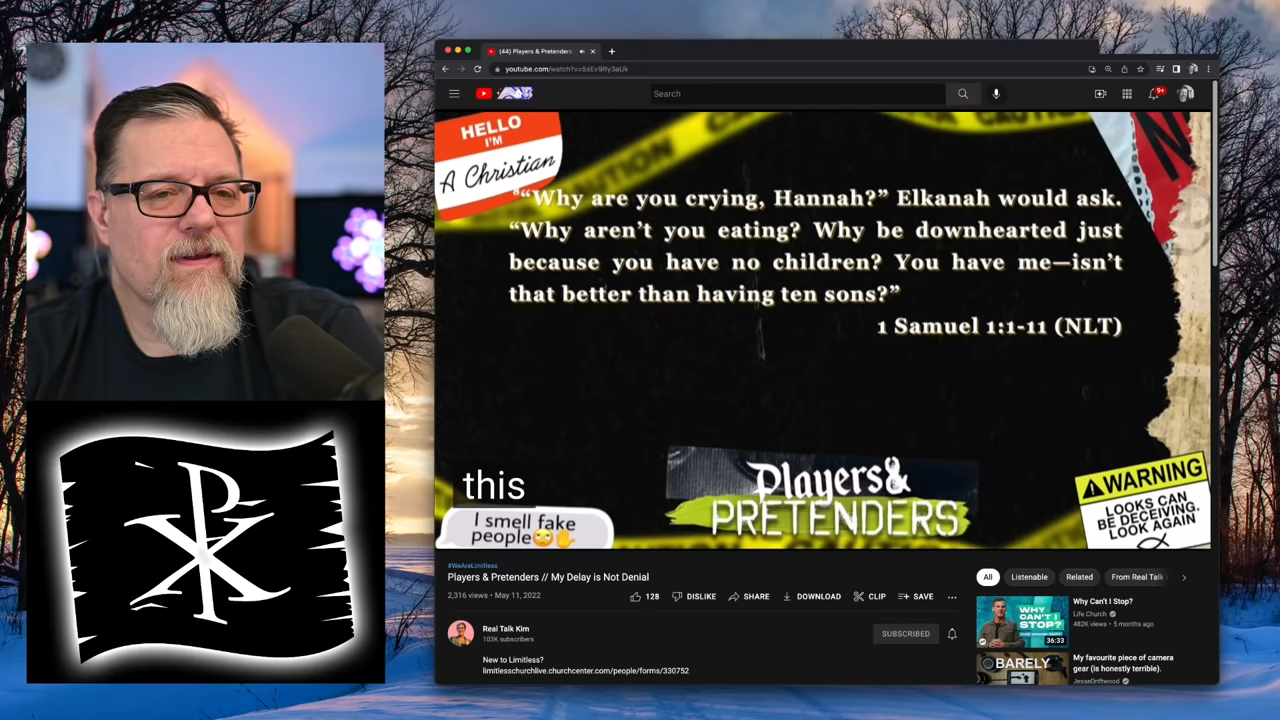 (44) Players & Pretenders
youtube.com/watch?v=5sEv9Ry3aUk
Search
9+
HELLO
I'M
A Christian
CAUTION
⁸“Why are you crying, Hannah?” Elkanah would ask.
“Why aren’t you eating? Why be downhearted just
because you have no children? You have me—isn’t
that better than having ten sons?”
1 Samuel 1:1-11 (NLT)
this
I smell fake
people🙄✋
Players&
PRETENDERS
WARNING
LOOKS CAN
BE DECEIVING.
LOOK AGAIN
#WeAreLimitless
Players & Pretenders // My Delay is Not Denial
2,316 views • May 11, 2022
128
DISLIKE
SHARE
DOWNLOAD
CLIP
SAVE
Real Talk Kim
103K subscribers
SUBSCRIBED
New to Limitless?
limitlesschurchlive.churchcenter.com/people/forms/330752
All
Listenable
Related
From Real Talk
WHY
CAN'T I
STOP?
36:33
Why Can't I Stop?
Life.Church
482K views • 5 months ago
BARELY
My favourite piece of camera
gear (is honestly terrible).
JesseDriftwood